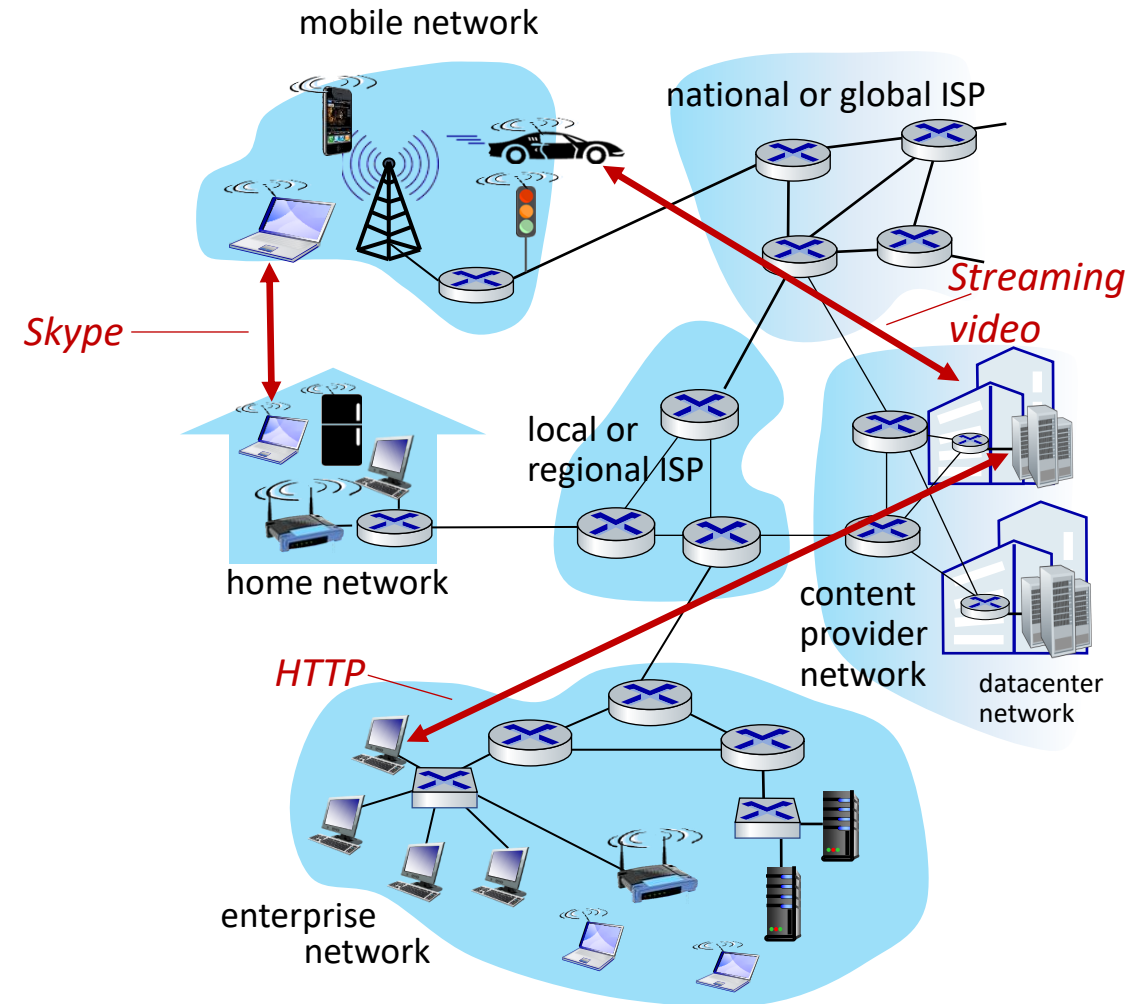 mobile network
national or global ISP
Streaming
video
Skype
local or
regional ISP
home network
content
provider
network
datacenter
network
HTTP
enterprise
network